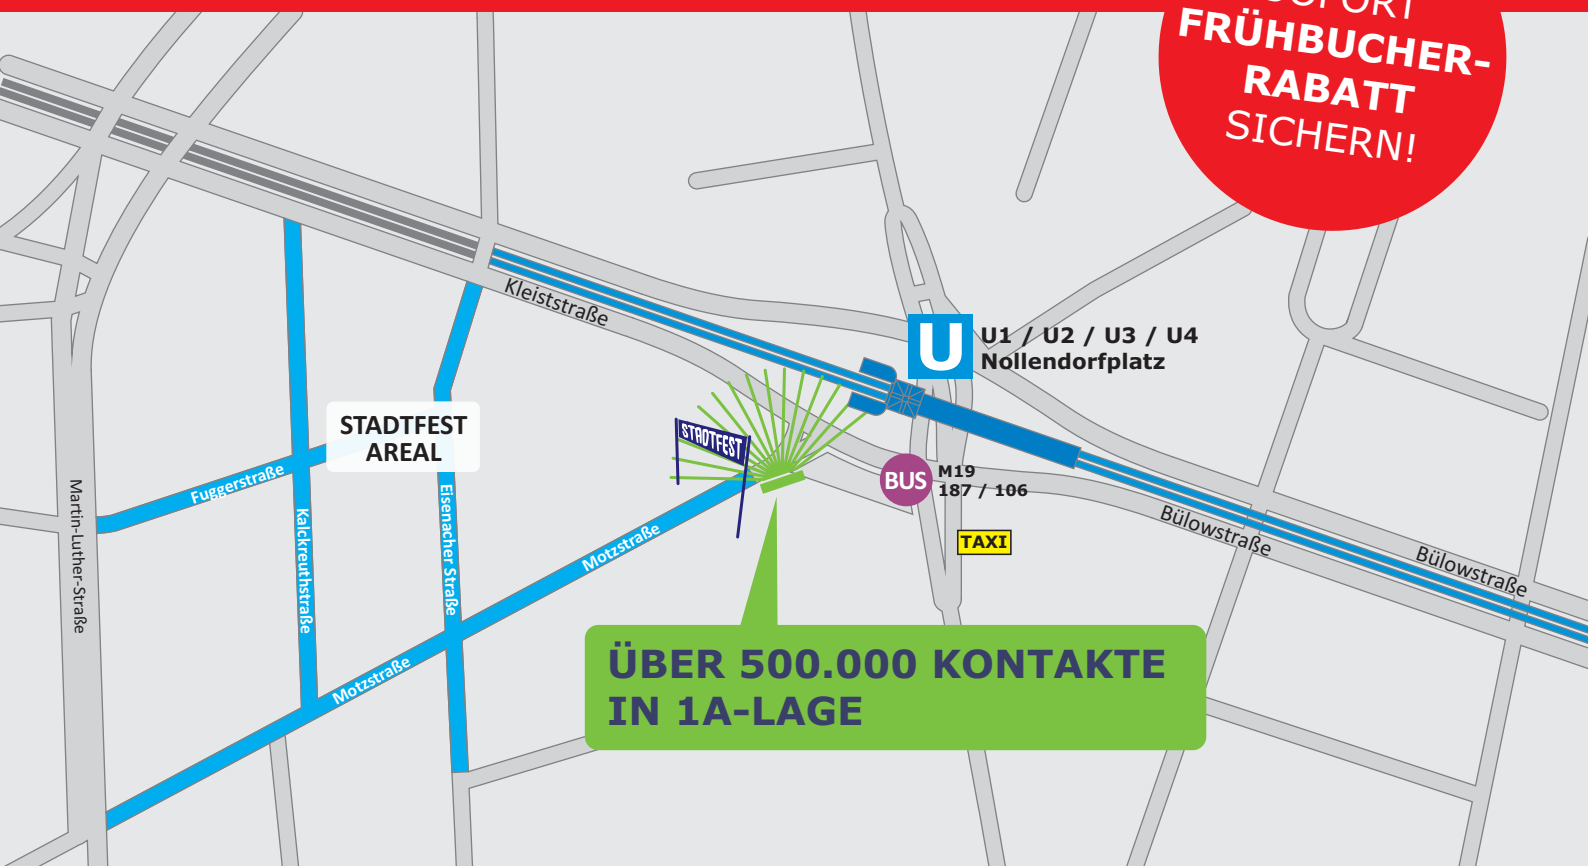 SOFORT
FRÜHBUCHER-
RABATT
SICHERN!
Kleiststraße
U
U1 / U2 / U3 / U4
Nollendorfplatz
STADTFEST
AREAL
STADTFEST
Fuggerstraße
BUS
M19
187 / 106
Martin-Luther-Straße
Kalckreuthstraße
Eisenacher Straße
Motzstraße
TAXI
Bülowstraße
Bülowstraße
Motzstraße
ÜBER 500.000 KONTAKTE
IN 1A-LAGE